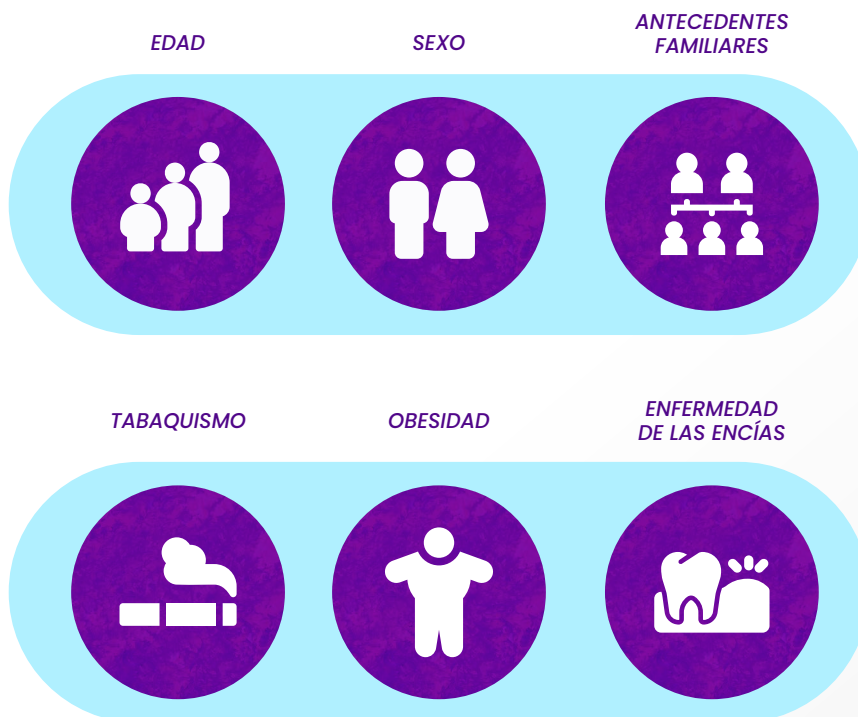 EDAD
SEXO
ANTECEDENTES
FAMILIARES
TABAQUISMO
OBESIDAD
ENFERMEDAD
DE LAS ENCÍAS